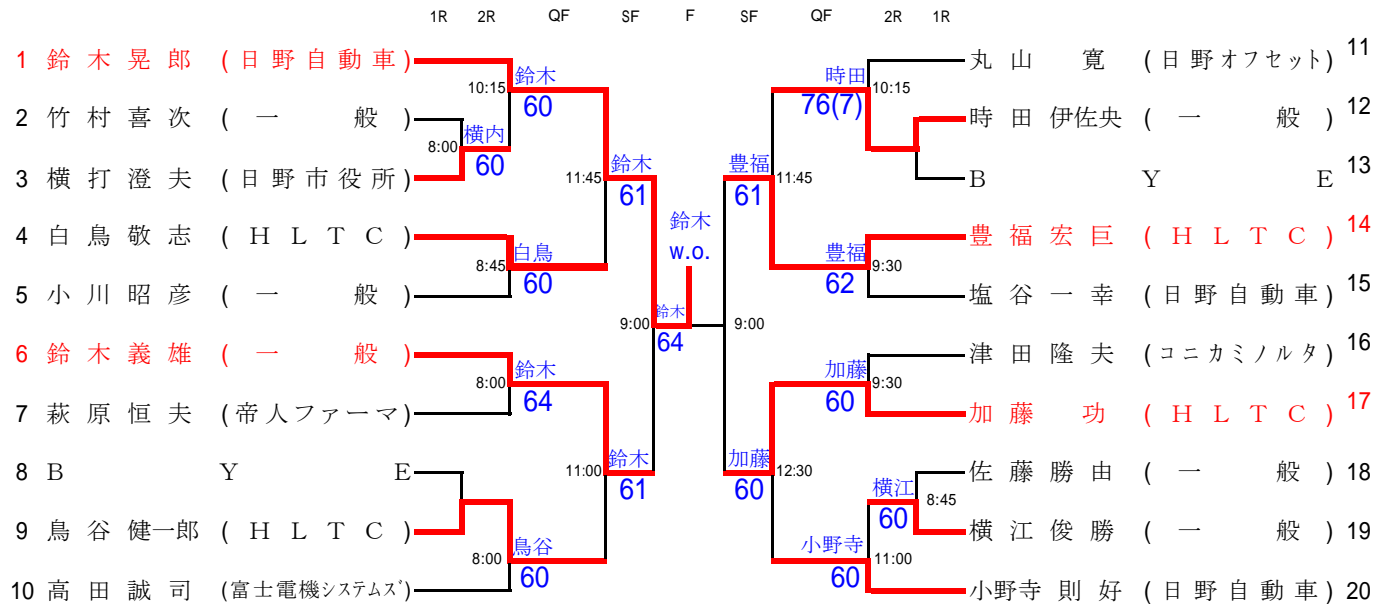 1R 2R QF SF F SF QF 2R 1R
1 鈴木晃郎 (日野自動車)
2 竹村喜次 (一般)
3 横打澄夫 (日野市役所)
4 白鳥敬志 (HLTC)
5 小川昭彦 (一般)
6 鈴木義雄 (一般)
7 萩原恒夫 (帝人ファーマ)
8 BYE
9 鳥谷健一郎 (HLTC)
10 高田誠司 (富士電機システムズ)
8:00
横内
60
10:15
鈴木
60
8:45
白鳥
60
8:00
鈴木
64
8:00
鳥谷
60
11:45
鈴木
61
11:00
鈴木
61
9:00
鈴木
64
鈴木
w.o.
9:00
豊福
61
11:45
加藤
60
12:30
時田
76(7)
10:15
豊福
62
9:30
加藤
60
9:30
横江
60
8:45
小野寺
60
11:00
丸山寛 (日野オフセット) 11
時田伊佐央 (一般) 12
BYE 13
豊福宏巨 (HLTC) 14
塩谷一幸 (日野自動車) 15
津田隆夫 (コニカミノルタ) 16
加藤功 (HLTC) 17
佐藤勝由 (一般) 18
横江俊勝 (一般) 19
小野寺則好 (日野自動車) 20